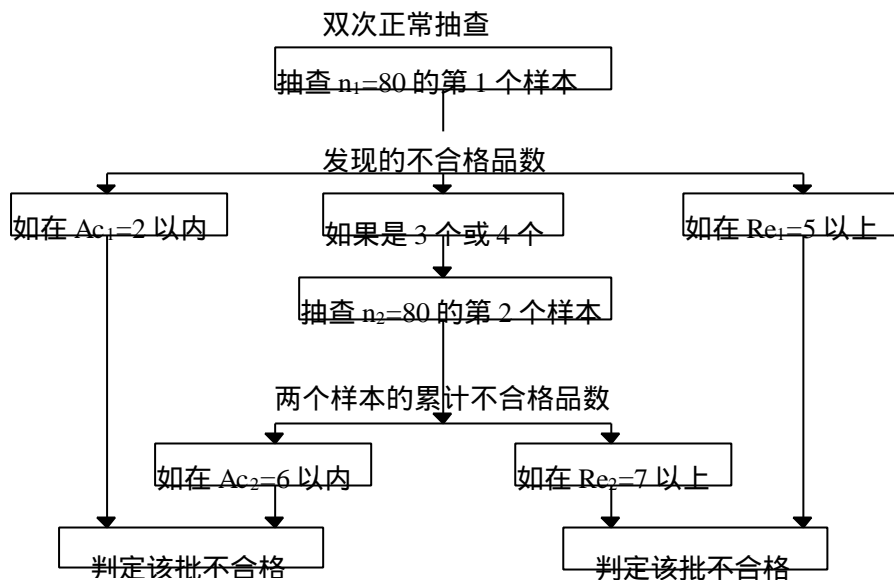 双次正常抽查
抽查 n₁=80 的第 1 个样本
发现的不合格品数
如在 Ac₁=2 以内
如果是 3 个或 4 个
如在 Re₁=5 以上
抽查 n₂=80 的第 2 个样本
两个样本的累计不合格品数
如在 Ac₂=6 以内
如在 Re₂=7 以上
判定该批不合格
判定该批不合格